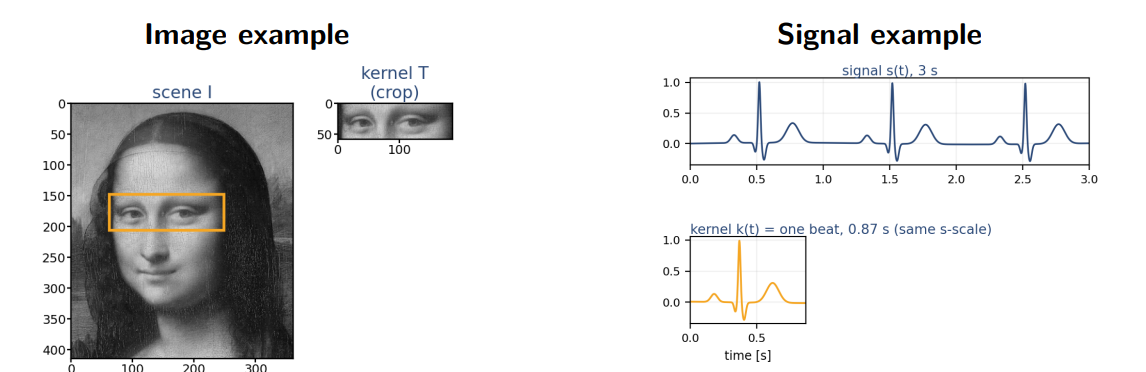 Image example
scene I
0
50
100
150
200
250
300
350
400
0 100 200 300
kernel T
(crop)
0
50
0 100
Signal example
signal s(t), 3 s
1.0
0.5
0.0
0.0 0.5 1.0 1.5 2.0 2.5 3.0
kernel k(t) = one beat, 0.87 s (same s-scale)
1.0
0.5
0.0
0.0 0.5
time [s]